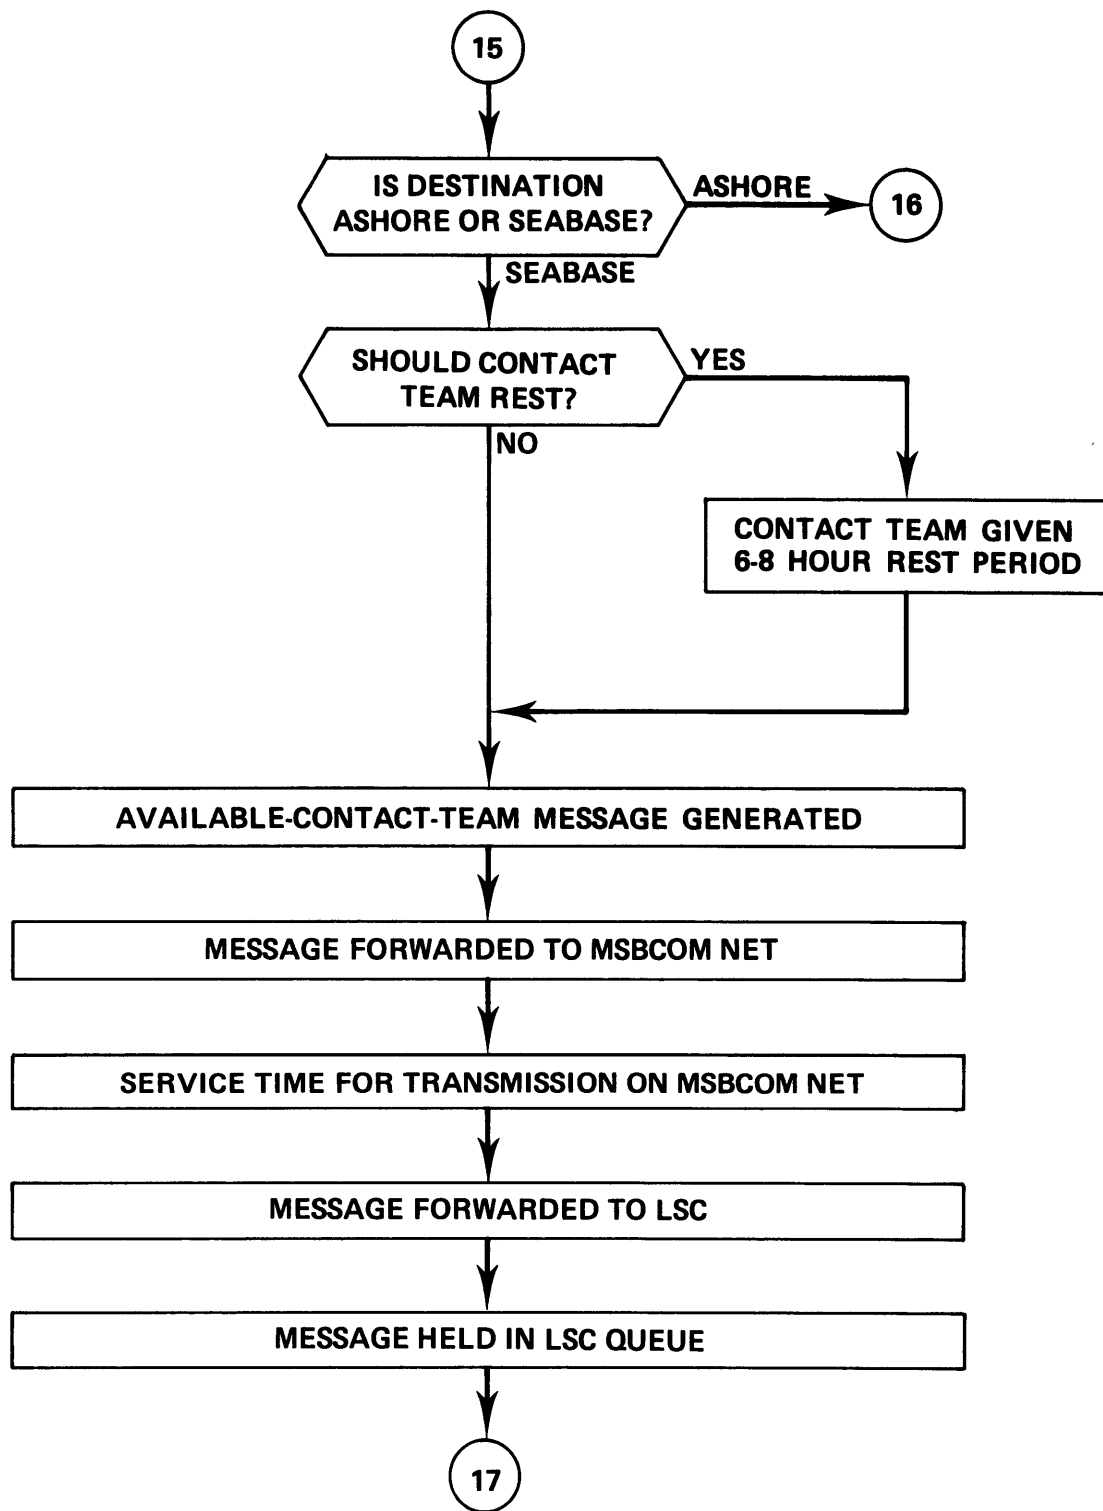 15
IS DESTINATION
ASHORE OR SEABASE?
ASHORE
16
SEABASE
SHOULD CONTACT
TEAM REST?
YES
NO
CONTACT TEAM GIVEN
6-8 HOUR REST PERIOD
AVAILABLE-CONTACT-TEAM MESSAGE GENERATED
MESSAGE FORWARDED TO MSBCOM NET
SERVICE TIME FOR TRANSMISSION ON MSBCOM NET
MESSAGE FORWARDED TO LSC
MESSAGE HELD IN LSC QUEUE
17